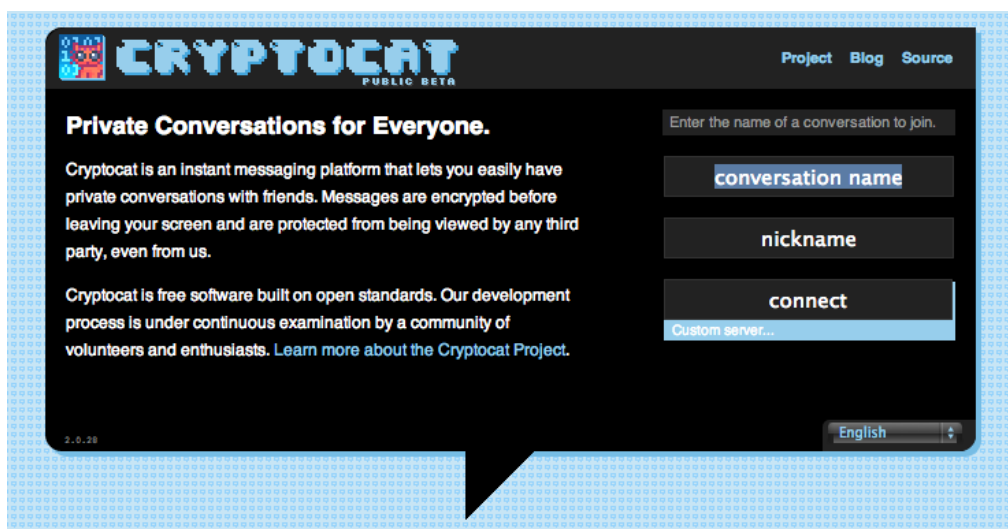 CRYPTOCAT
PUBLIC BETA
Project Blog Source
Private Conversations for Everyone.
Cryptocat is an instant messaging platform that lets you easily have
private conversations with friends. Messages are encrypted before
leaving your screen and are protected from being viewed by any third
party, even from us.
Cryptocat is free software built on open standards. Our development
process is under continuous examination by a community of
volunteers and enthusiasts. Learn more about the Cryptocat Project.
Enter the name of a conversation to join.
conversation name
nickname
connect
Custom server...
2.0.28
English